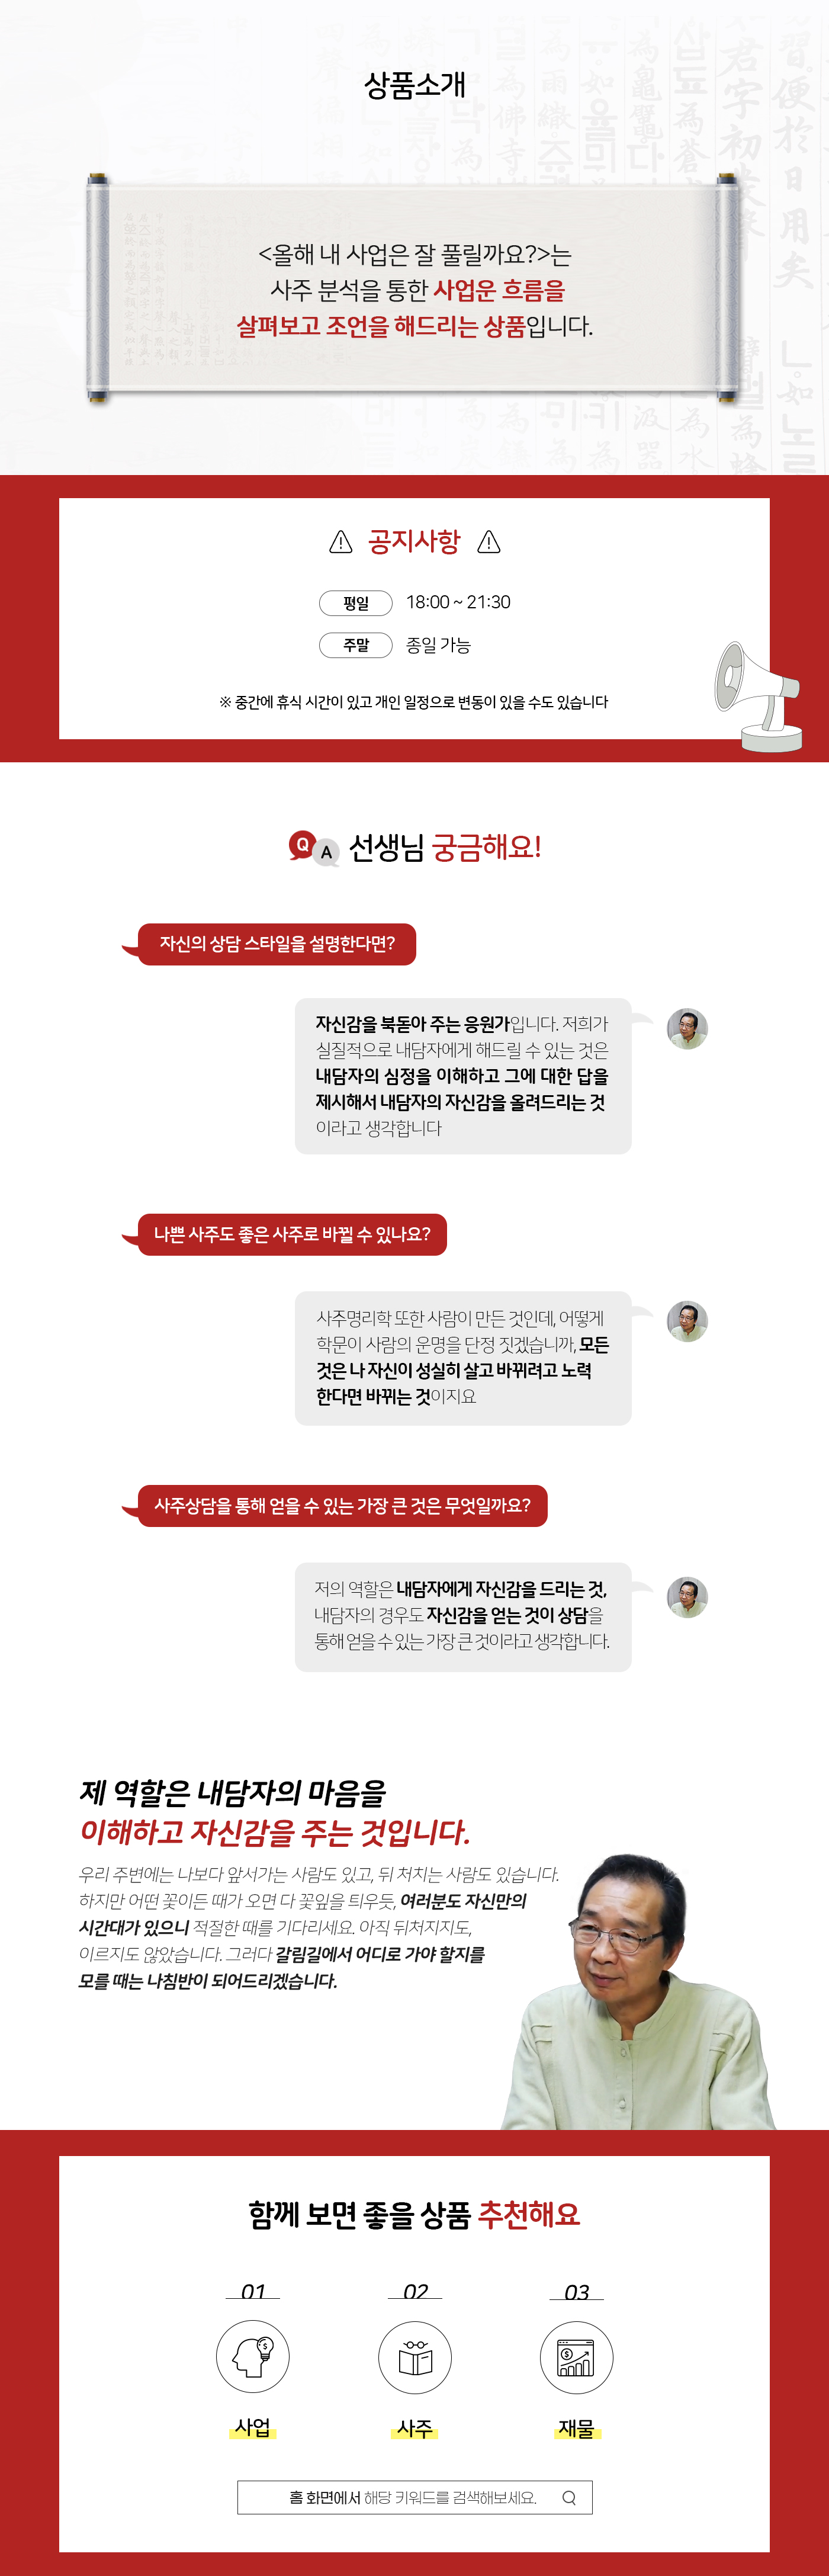 상품소개
<올해 내 사업은 잘 풀릴까요?>는
사주 분석을 통한 사업운 흐름을
살펴보고 조언을 해드리는 상품입니다.
공지사항
평일 18:00 ~ 21:30
주말 종일 가능
※ 중간에 휴식 시간이 있고 개인 일정으로 변동이 있을 수도 있습니다
Q A 선생님 궁금해요!
자신의 상담 스타일을 설명한다면?
자신감을 북돋아 주는 응원가입니다. 저희가
실질적으로 내담자에게 해드릴 수 있는 것은
내담자의 심정을 이해하고 그에 대한 답을
제시해서 내담자의 자신감을 올려드리는 것
이라고 생각합니다
나쁜 사주도 좋은 사주로 바뀔 수 있나요?
사주명리학 또한 사람이 만든 것인데, 어떻게
학문이 사람의 운명을 단정 짓겠습니까, 모든
것은 나 자신이 성실히 살고 바뀌려고 노력
한다면 바뀌는 것이지요
사주상담을 통해 얻을 수 있는 가장 큰 것은 무엇일까요?
저의 역할은 내담자에게 자신감을 드리는 것,
내담자의 경우도 자신감을 얻는 것이 상담을
통해 얻을 수 있는 가장 큰 것이라고 생각합니다.
제 역할은 내담자의 마음을
이해하고 자신감을 주는 것입니다.
우리 주변에는 나보다 앞서가는 사람도 있고, 뒤 처치는 사람도 있습니다.
하지만 어떤 꽃이든 때가 오면 다 꽃잎을 틔우듯, 여러분도 자신만의
시간대가 있으니 적절한 때를 기다리세요. 아직 뒤처지지도,
이르지도 않았습니다. 그러다 갈림길에서 어디로 가야 할지를
모를 때는 나침반이 되어드리겠습니다.
함께 보면 좋을 상품 추천해요
01 02 03
사업 사주 재물
홈 화면에서 해당 키워드를 검색해보세요.